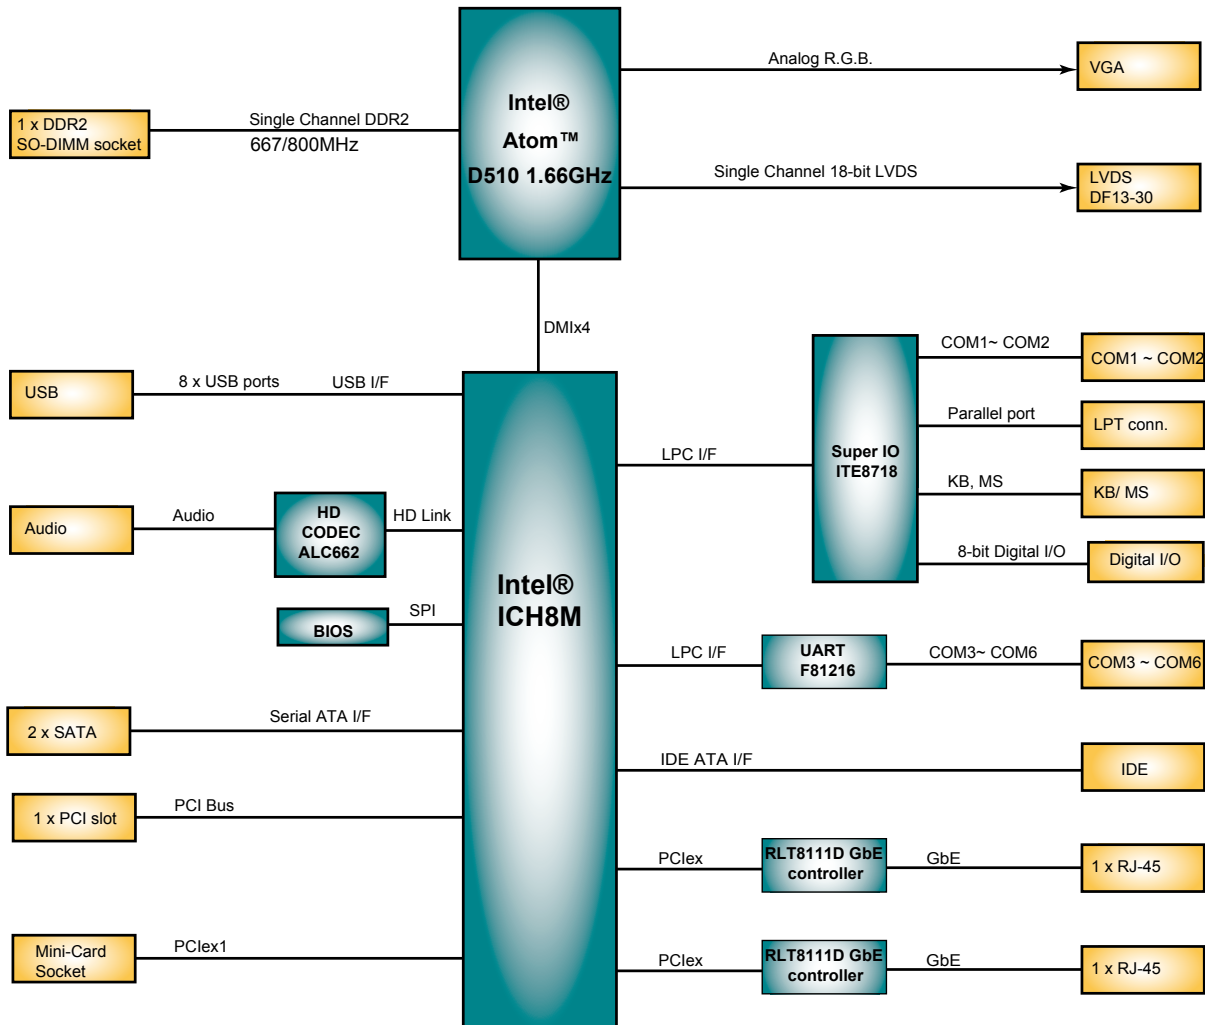 Intel®
Atom™
D510 1.66GHz
Analog R.G.B.
VGA
1 x DDR2
SO-DIMM socket
Single Channel DDR2
667/800MHz
Single Channel 18-bit LVDS
LVDS
DF13-30
DMIx4
USB
8 x USB ports
USB I/F
Audio
Audio
HD
CODEC
ALC662
HD Link
BIOS
SPI
Intel®
ICH8M
2 x SATA
Serial ATA I/F
1 x PCI slot
PCI Bus
Mini-Card
Socket
PCIex1
LPC I/F
Super IO
ITE8718
COM1~ COM2
COM1 ~ COM2
Parallel port
LPT conn.
KB, MS
KB/ MS
8-bit Digital I/O
Digital I/O
LPC I/F
UART
F81216
COM3~ COM6
COM3 ~ COM6
IDE ATA I/F
IDE
PCIex
RLT8111D GbE
controller
GbE
1 x RJ-45
PCIex
RLT8111D GbE
controller
GbE
1 x RJ-45